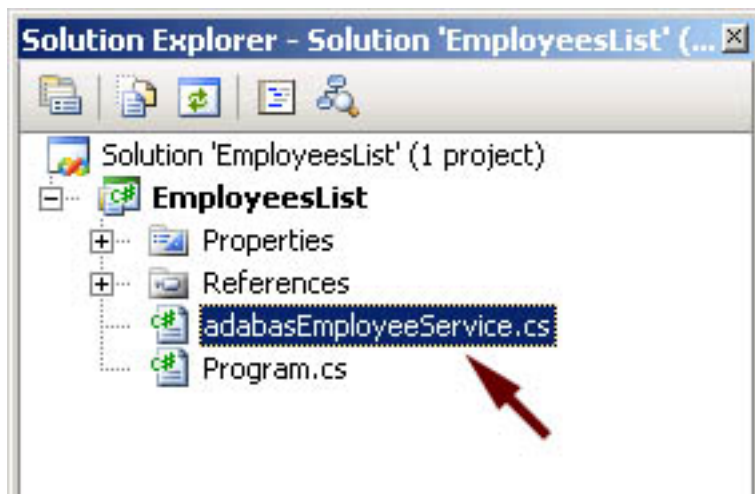 Solution Explorer - Solution 'EmployeesList' (...
Solution 'EmployeesList' (1 project)
EmployeesList
Properties
References
adabasEmployeeService.cs
Program.cs